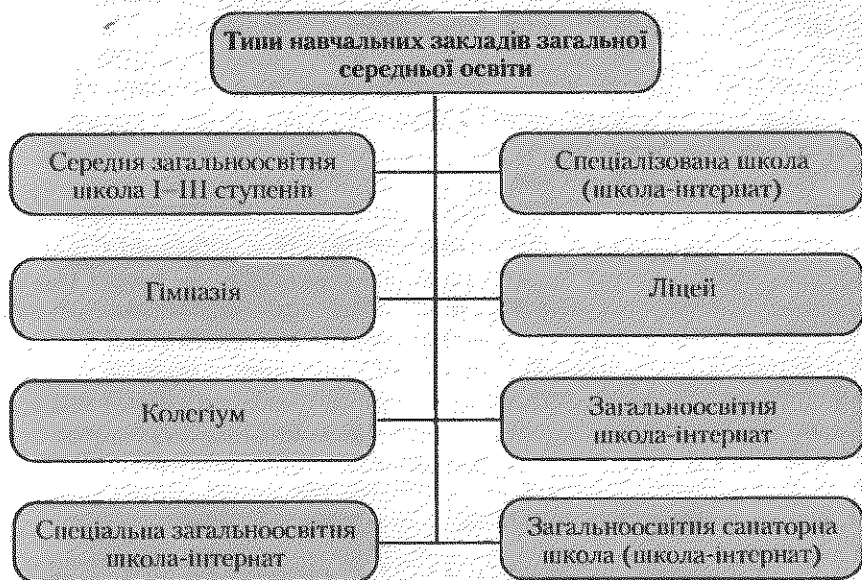 Типи навчальних закладів загальної
середньої освіти
Середня загальноосвітня
школа І–ІІІ ступенів
Спеціалізована школа
(школа-інтернат)
Гімназія
Ліцей
Колегіум
Загальноосвітня
школа-інтернат
Спеціальна загальноосвітня
школа-інтернат
Загальноосвітня санаторна
школа (школа-інтернат)